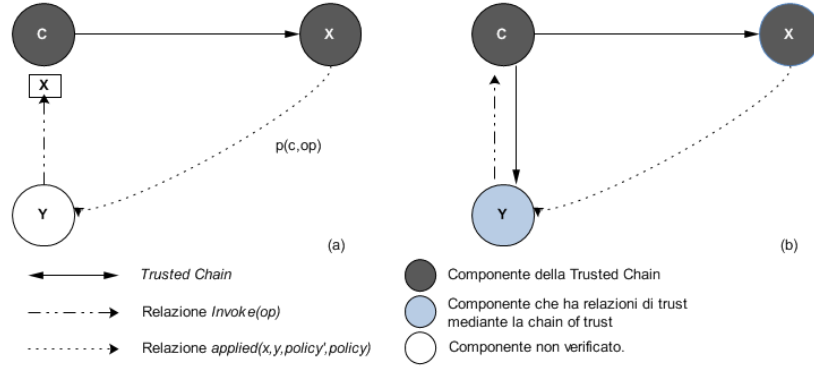 C
X
X
p(c,op)
Y
(a)
C
X
Y
(b)
Trusted Chain
Relazione Invoke(op)
Relazione applied(x,y,policy',policy)
Componente della Trusted Chain
Componente che ha relazioni di trust
mediante la chain of trust
Componente non verificato.